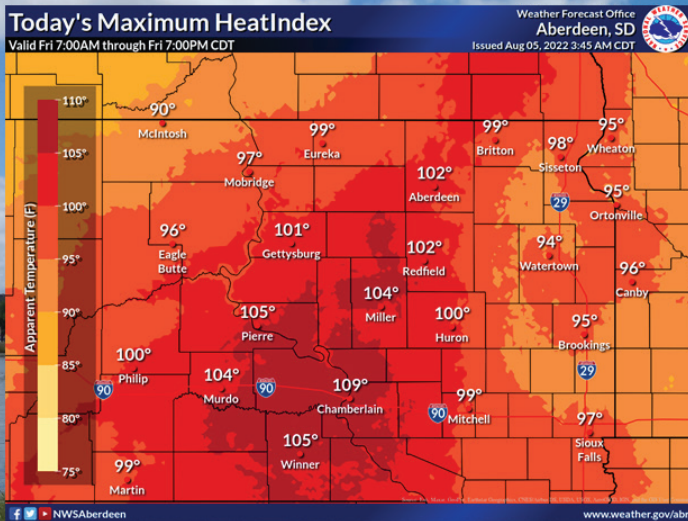 Today's Maximum HeatIndex
Valid Fri 7:00AM through Fri 7:00PM CDT
Weather Forecast Office
Aberdeen, SD
Issued Aug 05, 2022 3:45 AM CDT
Apparent Temperature (F)
110°
105°
100°
95°
90°
85°
80°
75°
90°
McIntosh
99°
Eureka
97°
Mobridge
99°
Britton
98°
Sisseton
95°
Wheaton
102°
Aberdeen
29
95°
Ortonville
96°
Eagle
Butte
101°
Gettysburg
102°
Redfield
94°
Watertown
96°
Canby
104°
Miller
105°
Pierre
100°
Huron
95°
Brookings
100°
Philip
90
104°
Murdo
90
109°
Chamberlain
90
99°
Mitchell
29
97°
Sioux
Falls
105°
Winner
99°
Martin
NWSAberdeen
www.weather.gov/abr